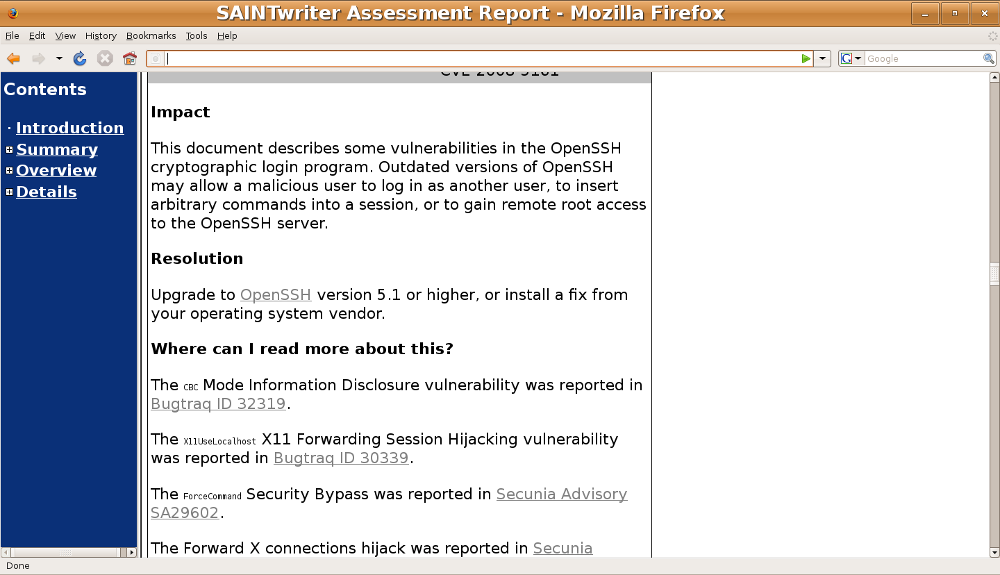 SAINTwriter Assessment Report - Mozilla Firefox
File Edit View History Bookmarks Tools Help
G Google
Contents
Introduction
Summary
Overview
Details
CVE 2008 5161
Impact
This document describes some vulnerabilities in the OpenSSH
cryptographic login program. Outdated versions of OpenSSH
may allow a malicious user to log in as another user, to insert
arbitrary commands into a session, or to gain remote root access
to the OpenSSH server.
Resolution
Upgrade to OpenSSH version 5.1 or higher, or install a fix from
your operating system vendor.
Where can I read more about this?
The CBC Mode Information Disclosure vulnerability was reported in
Bugtraq ID 32319.
The X11UseLocalhost X11 Forwarding Session Hijacking vulnerability
was reported in Bugtraq ID 30339.
The ForceCommand Security Bypass was reported in Secunia Advisory
SA29602.
The Forward X connections hijack was reported in Secunia
Done